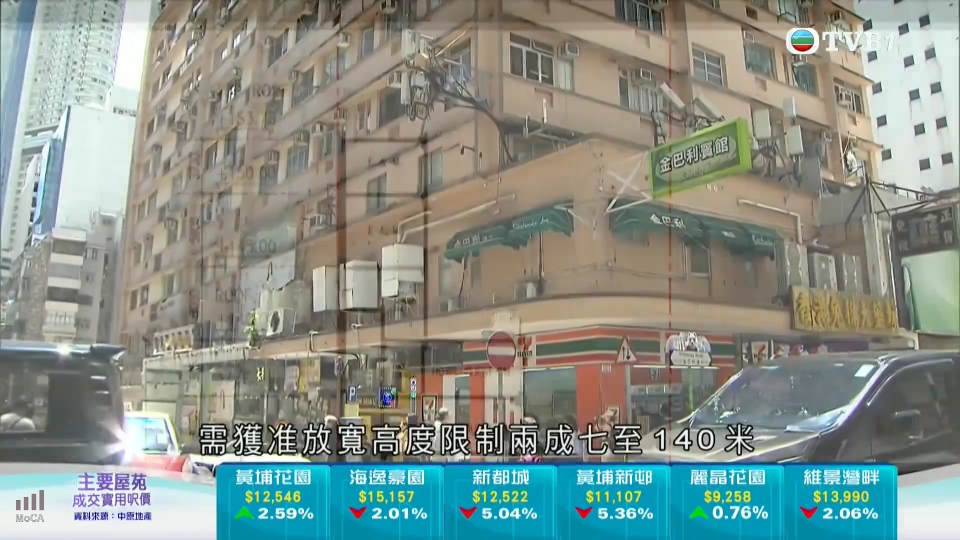 TVB 1
金巴利賓館
金巴利
需獲准放寬高度限制兩成七至140米
主要屋苑
成交實用呎價
資料來源：中原地產
MoCA
黃埔花園
$12,546
2.59%
海逸豪園
$15,157
2.01%
新都城
$12,522
5.04%
黃埔新邨
$11,107
5.36%
麗晶花園
$9,258
0.76%
維景灣畔
$13,990
2.06%